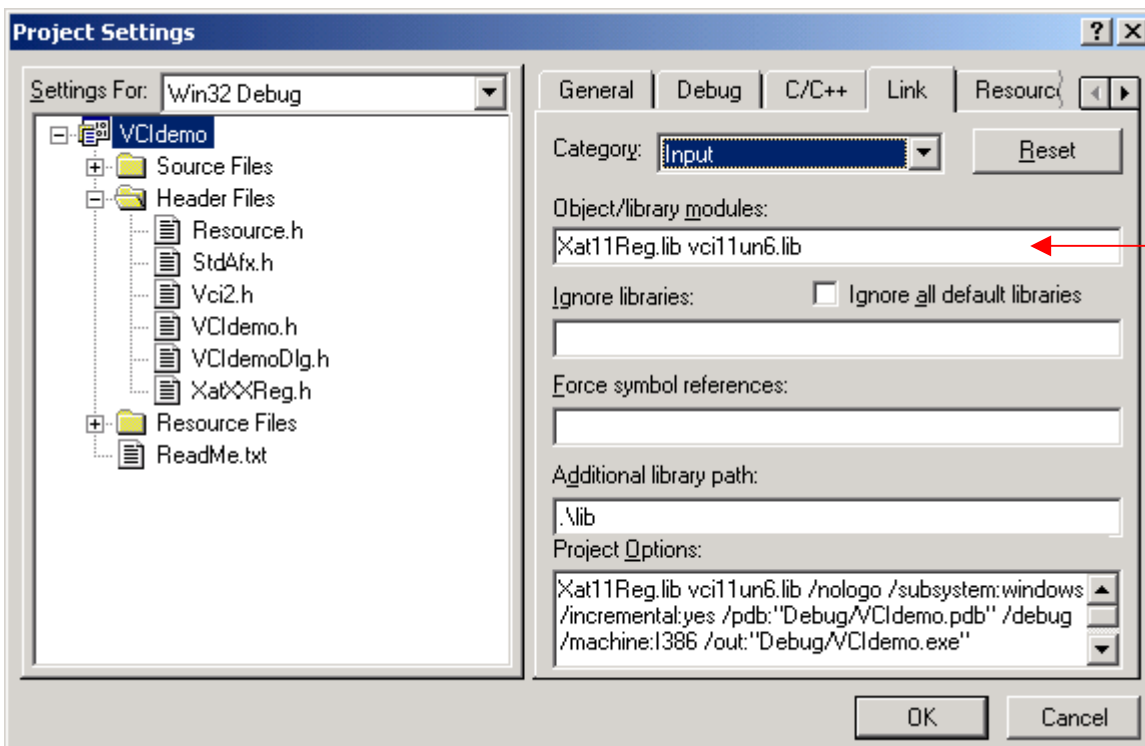 Project Settings
Settings For: Win32 Debug
VCIdemo
Source Files
Header Files
Resource.h
StdAfx.h
Vci2.h
VCIdemo.h
VCIdemoDlg.h
XatXXReg.h
Resource Files
ReadMe.txt
General Debug C/C++ Link Resourc
Category: Input Reset
Object/library modules:
Xat11Reg.lib vci11un6.lib
Ignore libraries: Ignore all default libraries
Force symbol references:
Additional library path:
.\lib
Project Options:
Xat11Reg.lib vci11un6.lib /nologo /subsystem:windows
/incremental:yes /pdb:"Debug/VCIdemo.pdb" /debug
/machine:I386 /out:"Debug/VCIdemo.exe"
OK Cancel